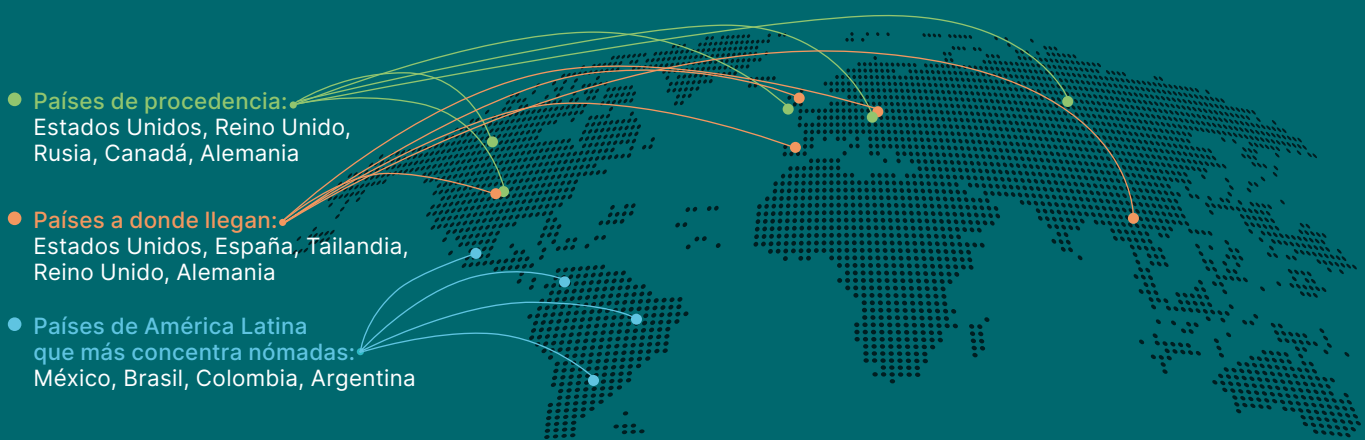 Países de procedencia:
Estados Unidos, Reino Unido,
Rusia, Canadá, Alemania
Países a donde llegan:
Estados Unidos, España, Tailandia,
Reino Unido, Alemania
Países de América Latina
que más concentra nómadas:
México, Brasil, Colombia, Argentina